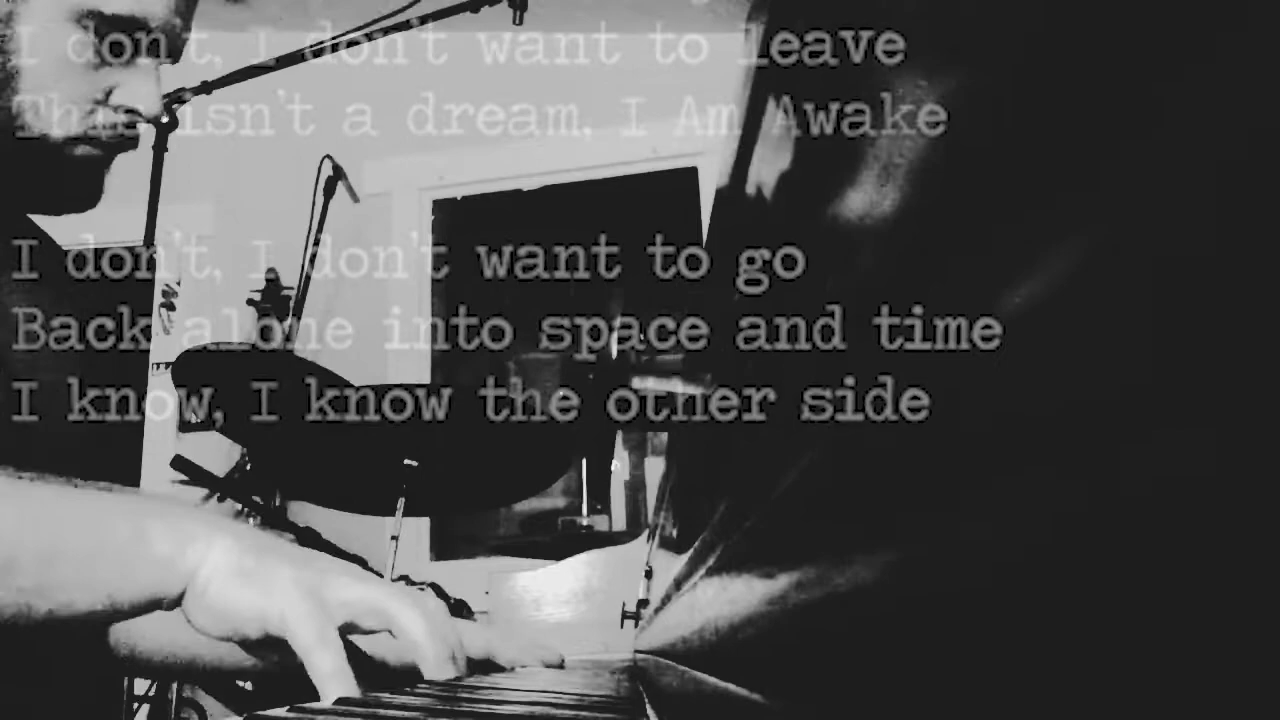 I don't, I don't want to leave
This isn't a dream, I Am Awake
I don't, I don't want to go
Back alone into space and time
I know, I know the other side